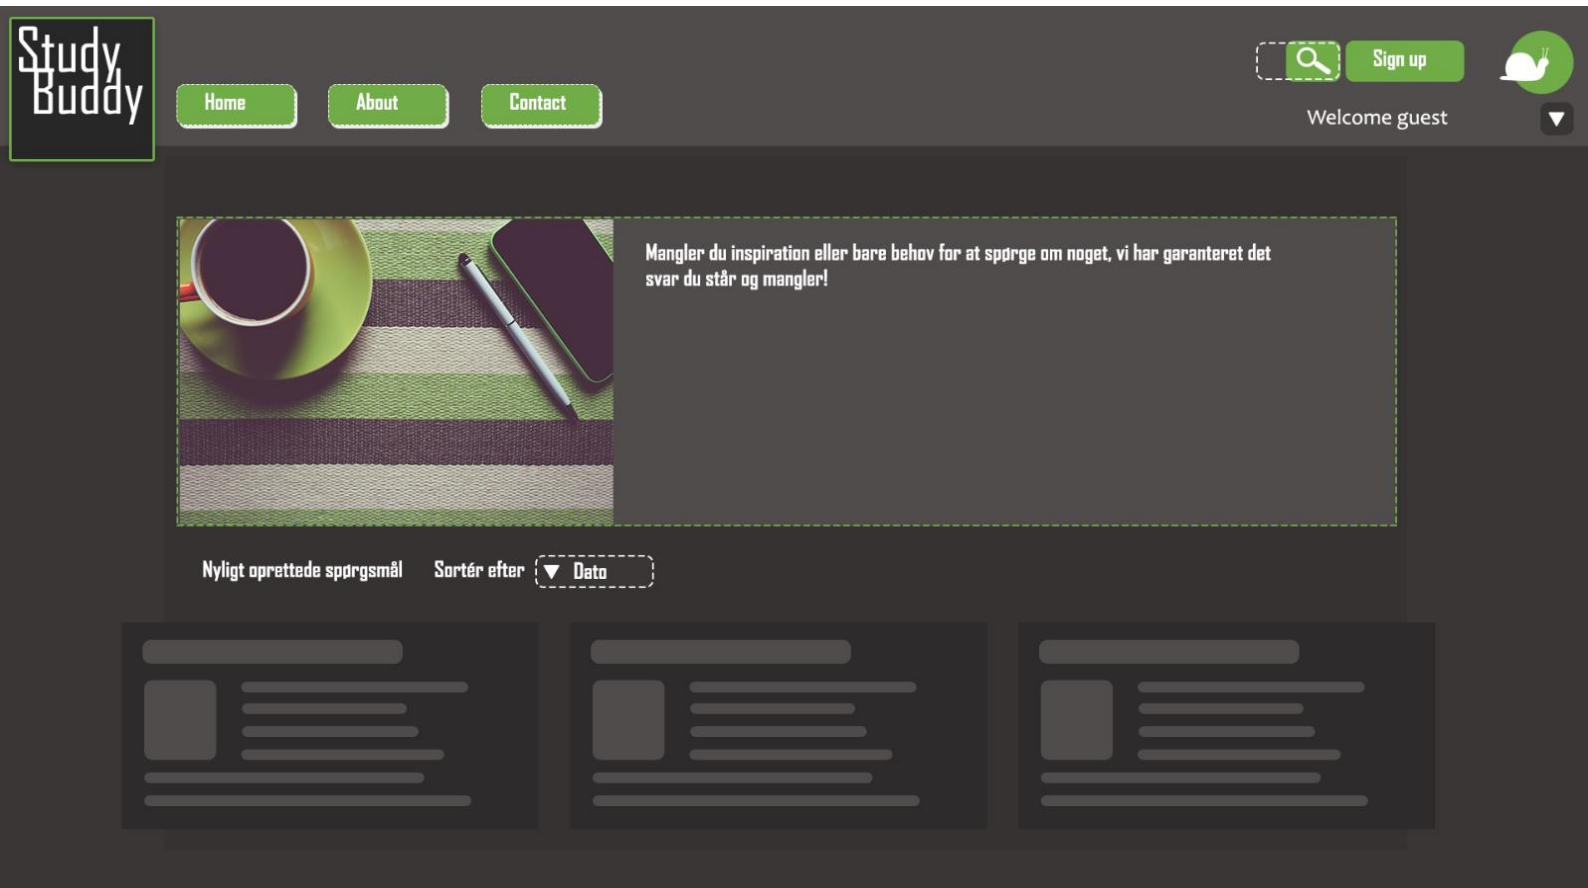 Study
Buddy
Home
About
Contact
Sign up
Welcome guest
Mangler du inspiration eller bare behov for at spørge om noget, vi har garanteret det
svar du står og mangler!
Nyligt oprettede spørgsmål
Sortér efter
Dato